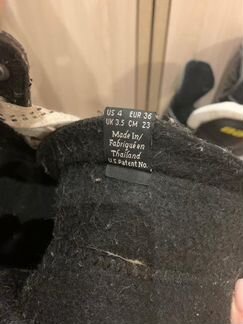 US 4 EUR 36
UK 3.5 CM 23
Made In/
Fabriqué en
Thailand
U.S. Patent No.